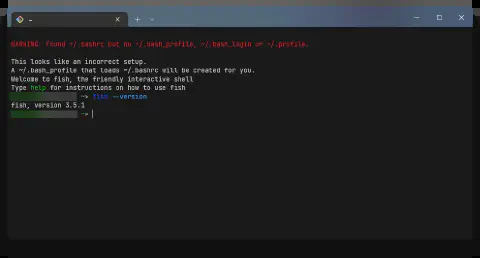 WARNING: Found ~/.bashrc but no ~/.bash_profile, ~/.bash_login or ~/.profile.
This looks like an incorrect setup.
A ~/.bash_profile that loads ~/.bashrc will be created for you.
Welcome to fish, the friendly interactive shell
Type help for instructions on how to use fish
~> fish --version
fish, version 3.5.1
~>